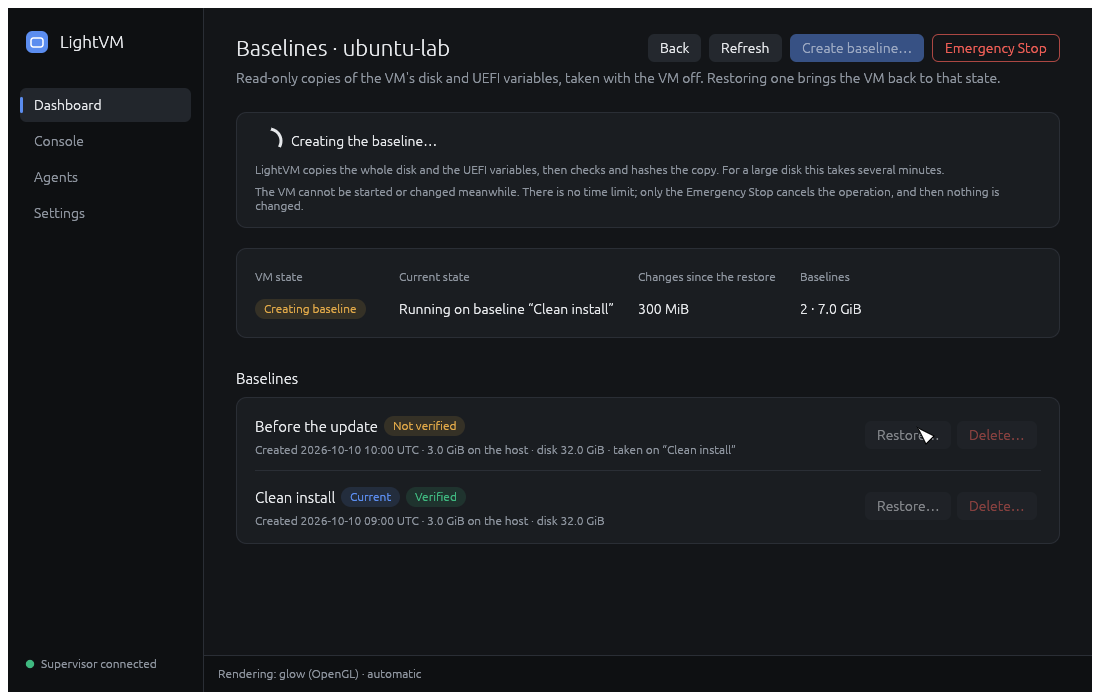 LightVM
Dashboard
Console
Agents
Settings
Supervisor connected
Baselines · ubuntu-lab
Back
Refresh
Create baseline…
Emergency Stop
Read-only copies of the VM's disk and UEFI variables, taken with the VM off. Restoring one brings the VM back to that state.
Creating the baseline…
LightVM copies the whole disk and the UEFI variables, then checks and hashes the copy. For a large disk this takes several minutes.
The VM cannot be started or changed meanwhile. There is no time limit; only the Emergency Stop cancels the operation, and then nothing is
changed.
VM state
Current state
Changes since the restore
Baselines
Creating baseline
Running on baseline “Clean install”
300 MiB
2 · 7.0 GiB
Baselines
Before the update
Not verified
Created 2026-10-10 10:00 UTC · 3.0 GiB on the host · disk 32.0 GiB · taken on “Clean install”
Restore…
Delete…
Clean install
Current
Verified
Created 2026-10-10 09:00 UTC · 3.0 GiB on the host · disk 32.0 GiB
Restore…
Delete…
Rendering: glow (OpenGL) · automatic